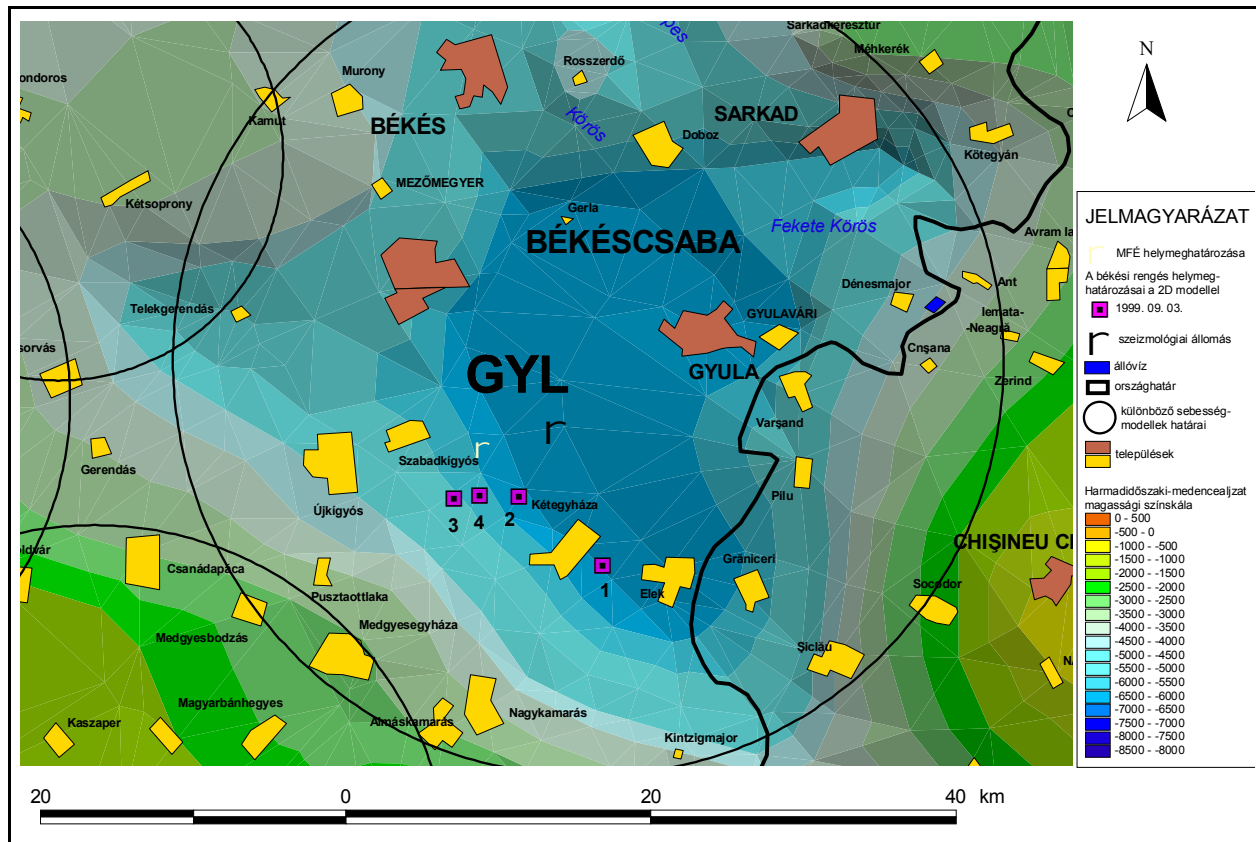 Sarkadkeresztúr
Méhkerék
Rosszerdő
Murony
Kamut
BÉKÉS
Körös
SARKAD
Doboz
Kötegyán
MEZŐMEGYER
Kétsoprony
Gerla
BÉKÉSCSABA
Fekete Körös
Dénesmajor
Ant
Telekgerendás
GYULAVÁRI
Iemata-
-Neagră
Cnşana
Zerind
GYL
GYULA
Varşand
Szabadkígyós
Gerendás
Újkígyós
Pilu
3
4
2
Kétegyháza
1
Elek
Grăniceri
CHIŞINEU
Socodor
Csanádapáca
Pusztaottlaka
Medgyesbodzás
Medgyesegyháza
Şiclău
Kaszaper
Magyarbánhegyes
Almáskamarás
Nagykamarás
Kintzigmajor
N
JELMAGYARÁZAT
MFÉ helymeghatározása
A békési rengés helymeg-
határozásai a 2D modellel
1999. 09. 03.
szeizmológiai állomás
állóvíz
országhatár
különböző sebesség-
modellek határai
települések
Harmadidőszaki-medencealjzat
magassági színskála
0 - 500
-500 - 0
-1000 - -500
-1500 - -1000
-2000 - -1500
-2500 - -2000
-3000 - -2500
-3500 - -3000
-4000 - -3500
-4500 - -4000
-5000 - -4500
-5500 - -5000
-6000 - -5500
-6500 - -6000
-7000 - -6500
-7500 - -7000
-8000 - -7500
-8500 - -8000
20 0 20 40 km